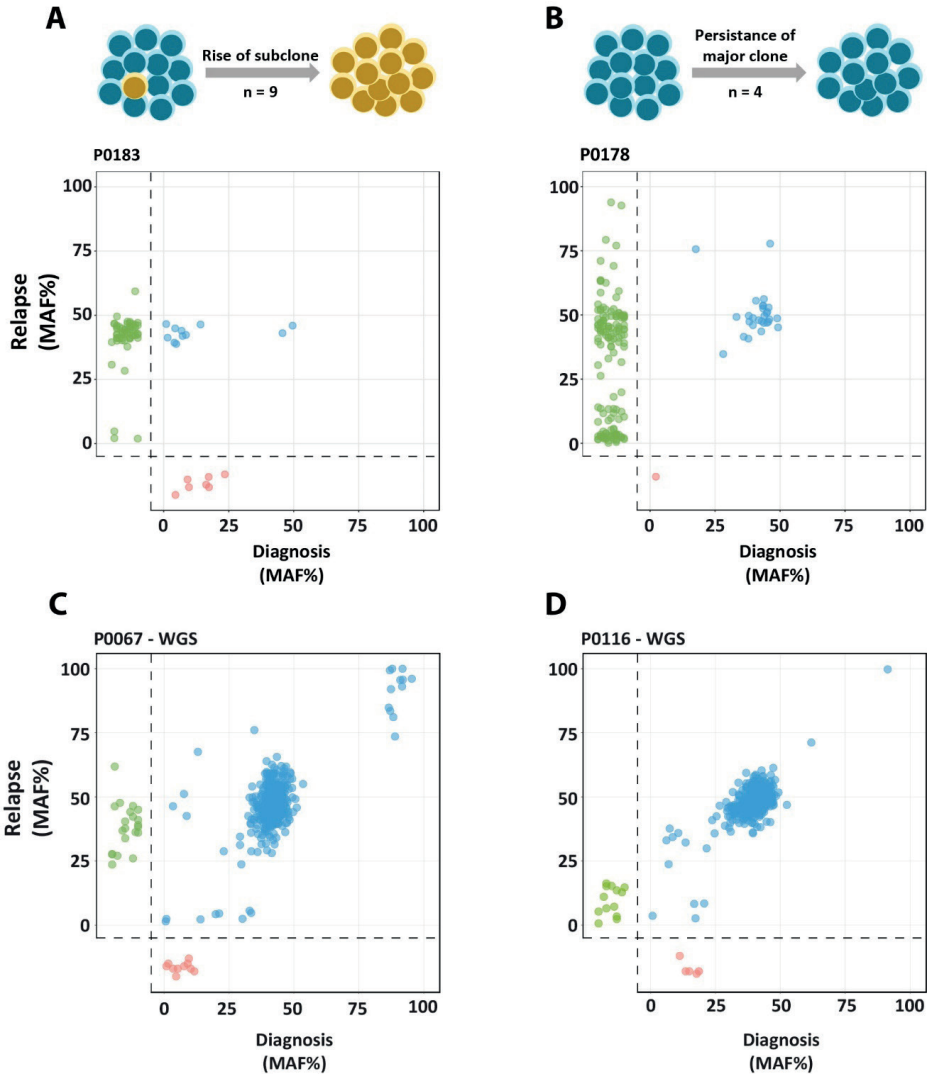 A
B
Rise of subclone
n = 9
Persistance of
major clone
n = 4
P0183
P0178
100
75
50
25
0
Relapse
(MAF%)
0 25 50 75 100
Diagnosis
(MAF%)
100
75
50
25
0
0 25 50 75 100
Diagnosis
(MAF%)
C
D
P0067 - WGS
P0116 - WGS
100
75
50
25
0
Relapse
(MAF%)
0 25 50 75 100
Diagnosis
(MAF%)
100
75
50
25
0
0 25 50 75 100
Diagnosis
(MAF%)